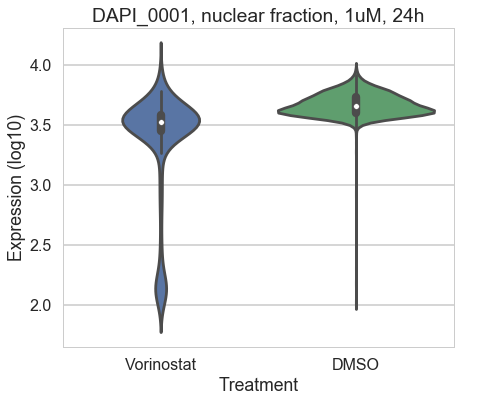 DAPI_0001, nuclear fraction, 1uM, 24h
Expression (log10)
4.0
3.5
3.0
2.5
2.0
Vorinostat DMSO
Treatment